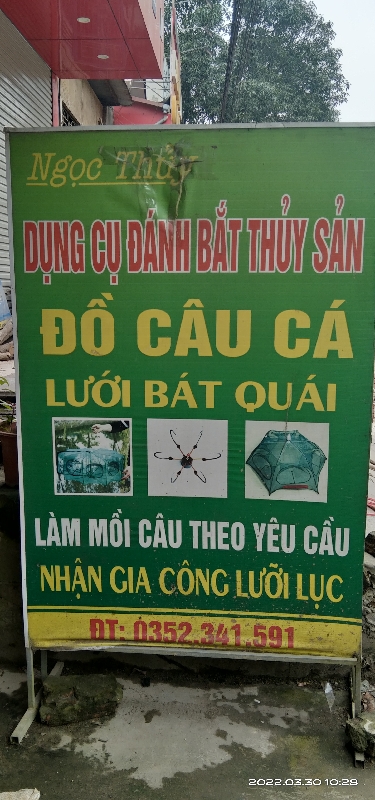 Ngọc Thủy
DỤNG CỤ ĐÁNH BẮT THỦY SẢN
ĐỒ CÂU CÁ
LƯỚI BÁT QUÁI
LÀM MỒI CÂU THEO YÊU CẦU
NHẬN GIA CÔNG LƯỠI LỤC
ĐT: 0352.341.591
2022.03.30 10:28